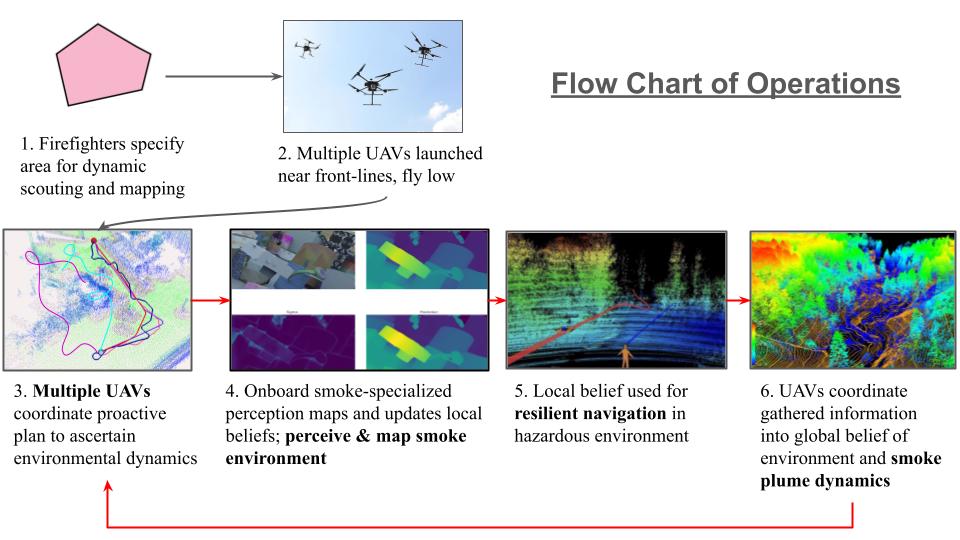 Flow Chart of Operations
1. Firefighters specify
area for dynamic
scouting and mapping
2. Multiple UAVs launched
near front-lines, fly low
3. Multiple UAVs
coordinate proactive
plan to ascertain
environmental dynamics
4. Onboard smoke-specialized
perception maps and updates local
beliefs; perceive & map smoke
environment
5. Local belief used for
resilient navigation in
hazardous environment
6. UAVs coordinate
gathered information
into global belief of
environment and smoke
plume dynamics